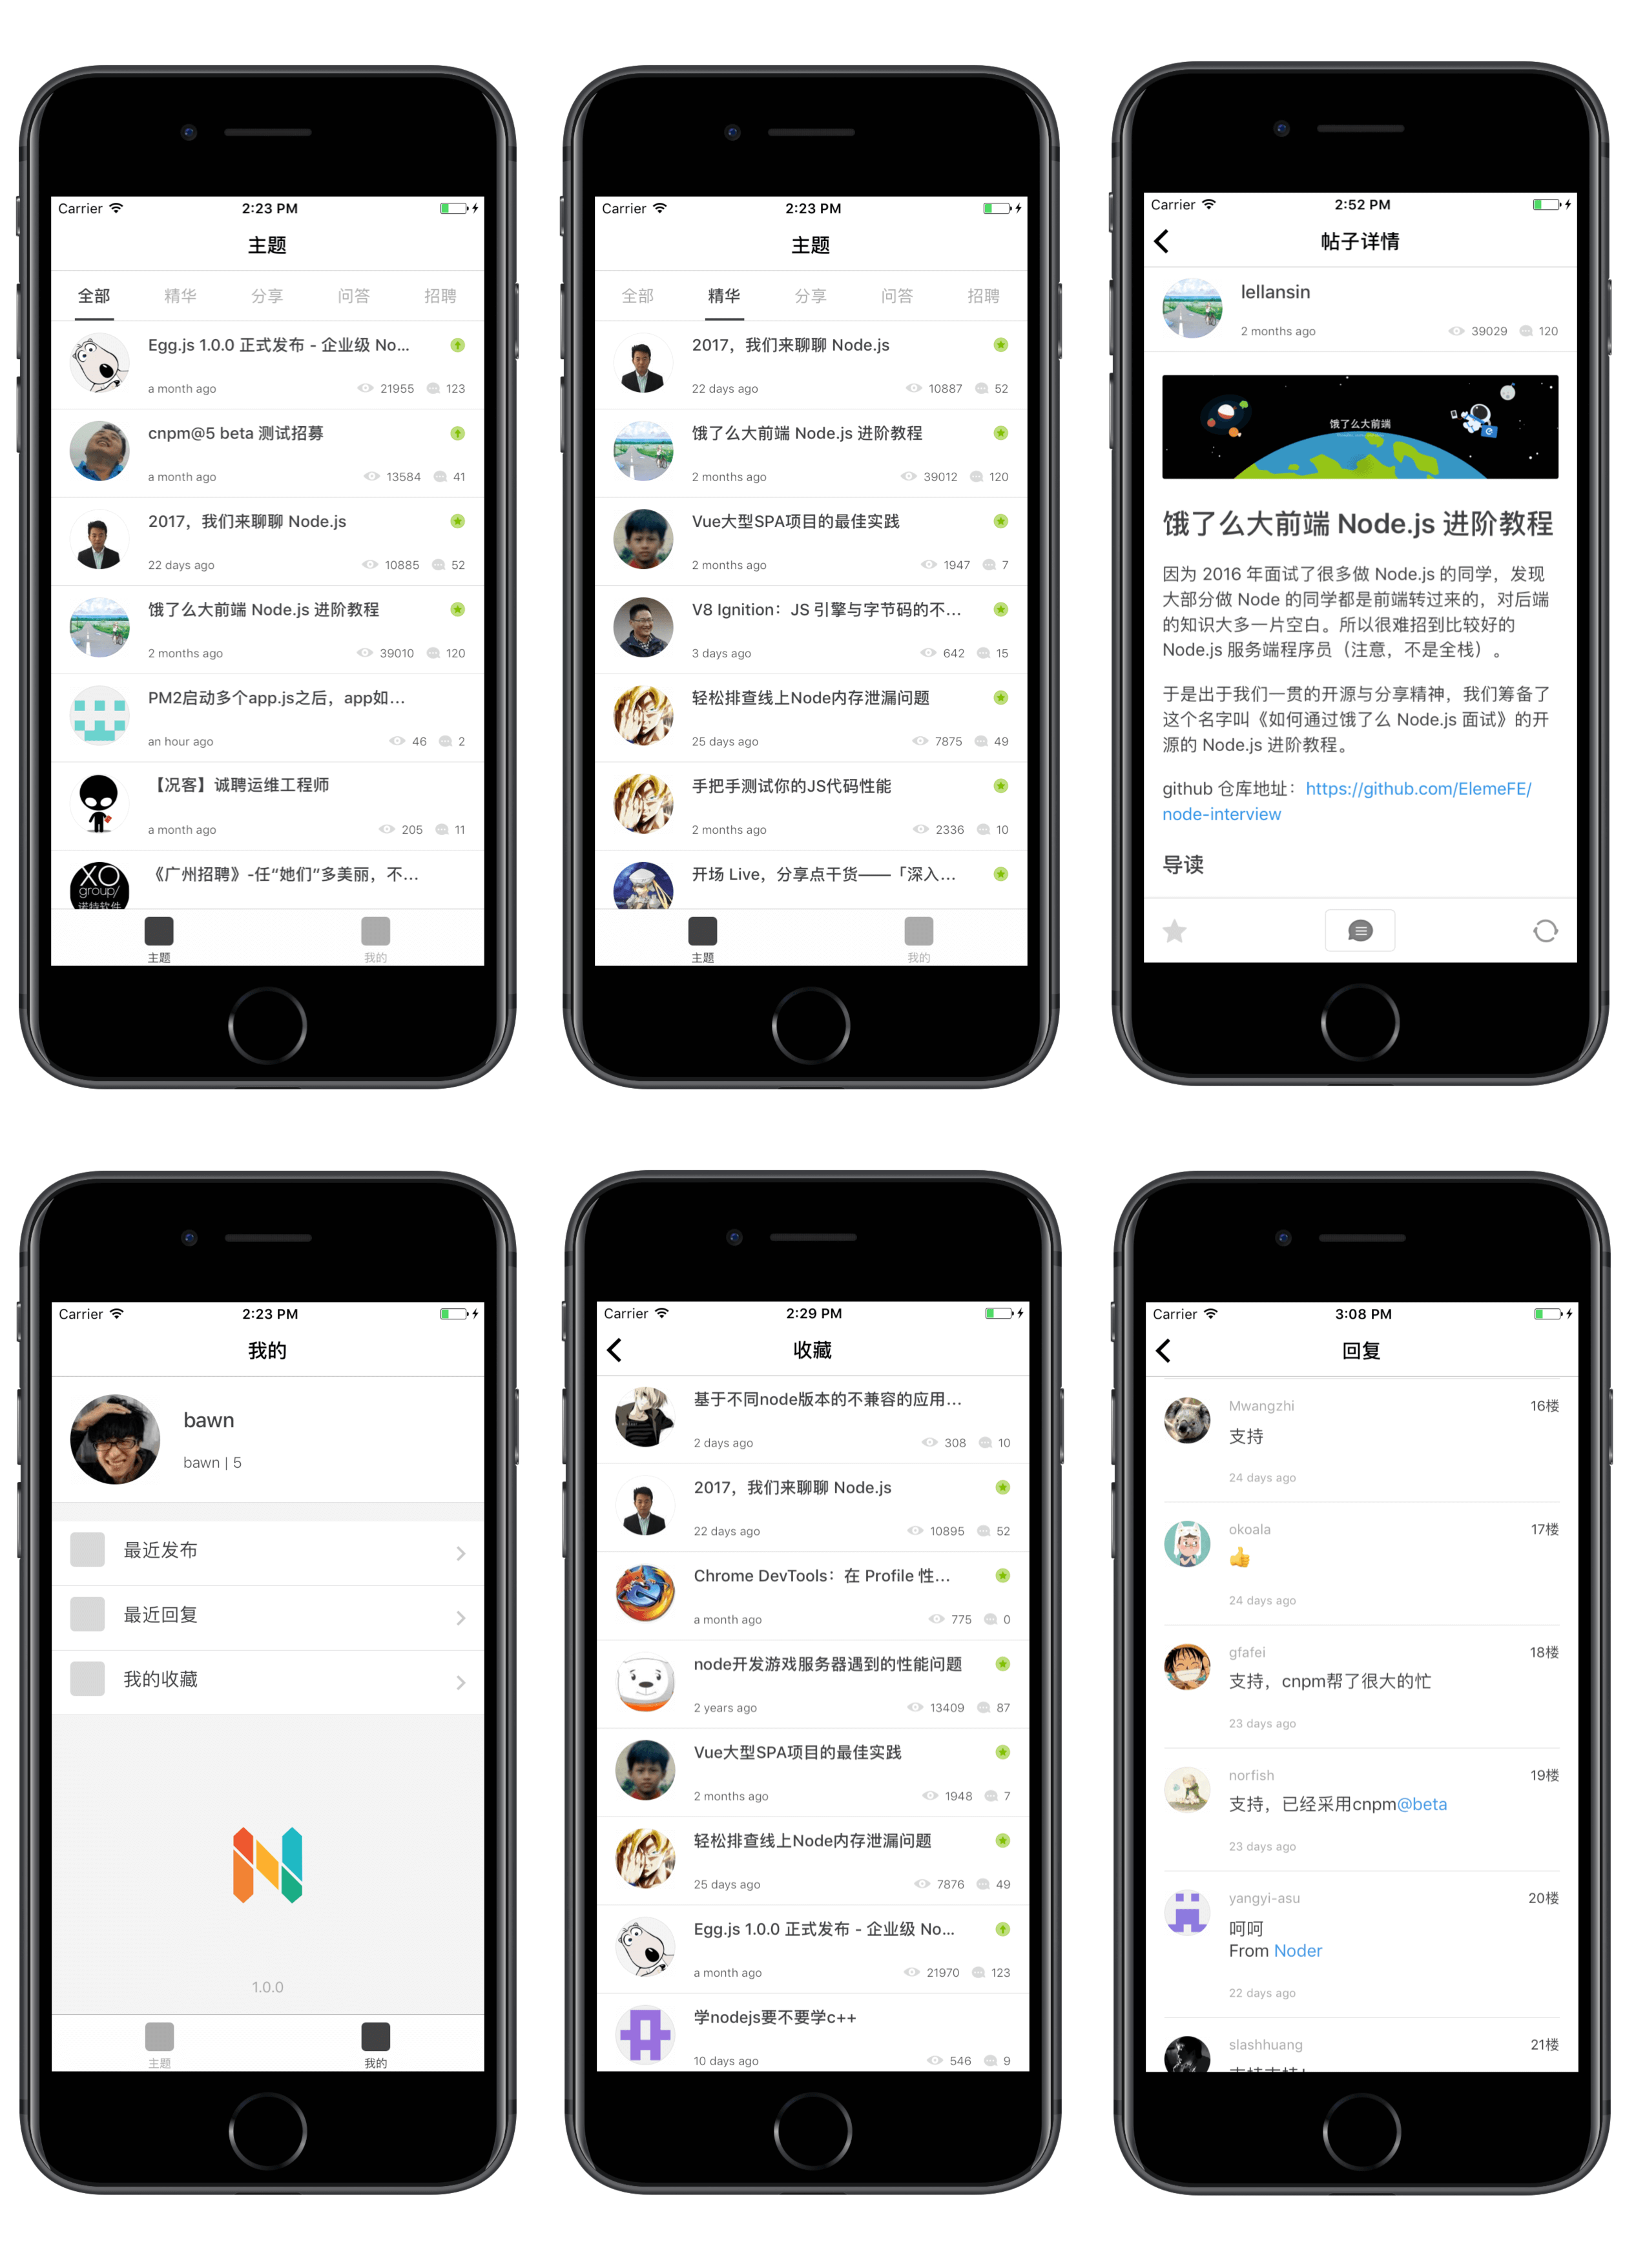 Carrier 2:23 PM
主题
全部 精华 分享 问答 招聘
Egg.js 1.0.0 正式发布 - 企业级 No...
a month ago 21955 123
cnpm@5 beta 测试招募
a month ago 13584 41
2017，我们来聊聊 Node.js
22 days ago 10885 52
饿了么大前端 Node.js 进阶教程
2 months ago 39010 120
PM2启动多个app.js之后，app如...
an hour ago 46 2
【况客】诚聘运维工程师
a month ago 205 11
XO
group/
诺特软件
《广州招聘》-任“她们”多美丽，不...
主题 我的
Carrier 2:23 PM
主题
全部 精华 分享 问答 招聘
2017，我们来聊聊 Node.js
22 days ago 10887 52
饿了么大前端 Node.js 进阶教程
2 months ago 39012 120
Vue大型SPA项目的最佳实践
2 months ago 1947 7
V8 Ignition：JS 引擎与字节码的不...
3 days ago 642 15
轻松排查线上Node内存泄漏问题
25 days ago 7875 49
手把手测试你的JS代码性能
2 months ago 2336 10
开场 Live，分享点干货——「深入...
主题 我的
Carrier 2:52 PM
帖子详情
lellansin
2 months ago 39029 120
饿了么大前端
饿了么大前端 Node.js 进阶教程
因为 2016 年面试了很多做 Node.js 的同学，发现
大部分做 Node 的同学都是前端转过来的，对后端
的知识大多一片空白。所以很难招到比较好的
Node.js 服务端程序员（注意，不是全栈）。
于是出于我们一贯的开源与分享精神，我们筹备了
这个名字叫《如何通过饿了么 Node.js 面试》的开
源的 Node.js 进阶教程。
github 仓库地址：https://github.com/ElemeFE/
node-interview
导读
Carrier 2:23 PM
我的
bawn
bawn | 5
最近发布
最近回复
我的收藏
1.0.0
主题 我的
Carrier 2:29 PM
收藏
基于不同node版本的不兼容的应用...
2 days ago 308 10
2017，我们来聊聊 Node.js
22 days ago 10895 52
Chrome DevTools：在 Profile 性...
a month ago 775 0
node开发游戏服务器遇到的性能问题
2 years ago 13409 87
Vue大型SPA项目的最佳实践
2 months ago 1948 7
轻松排查线上Node内存泄漏问题
25 days ago 7876 49
Egg.js 1.0.0 正式发布 - 企业级 No...
a month ago 21970 123
学nodejs要不要学c++
10 days ago 546 9
Carrier 3:08 PM
回复
Mwangzhi 16楼
支持
24 days ago
okoala 17楼
👍
24 days ago
gfafei 18楼
支持，cnpm帮了很大的忙
23 days ago
norfish 19楼
支持，已经采用cnpm@beta
23 days ago
yangyi-asu 20楼
呵呵
From Noder
22 days ago
slashhuang 21楼